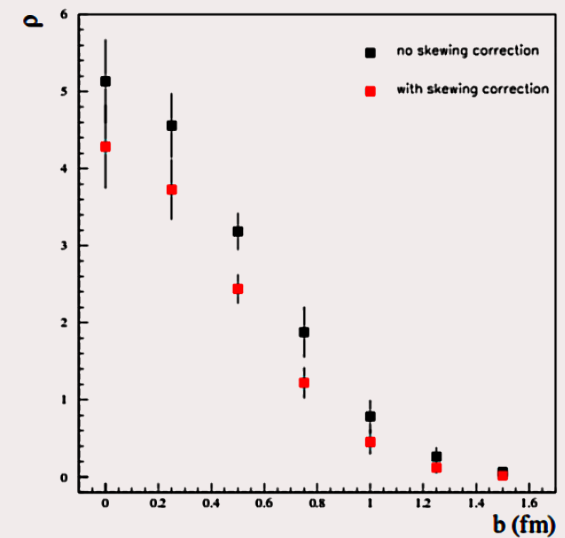 ρ
6
no skewing correction
with skewing correction
5
4
3
2
1
0
0 0.2 0.4 0.6 0.8 1 1.2 1.4 1.6
b (fm)